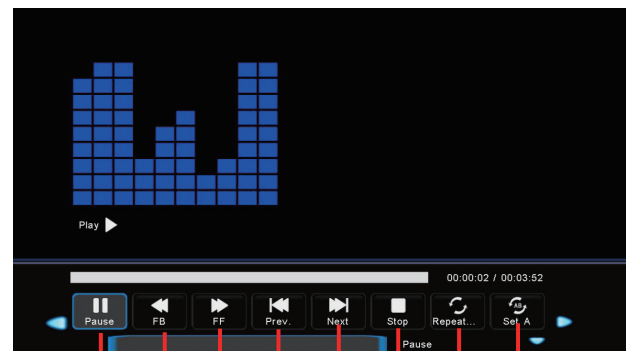 Play
00:00:02 / 00:03:52
Pause FB FF Prev. Next Stop Repeat... Set A
Pause